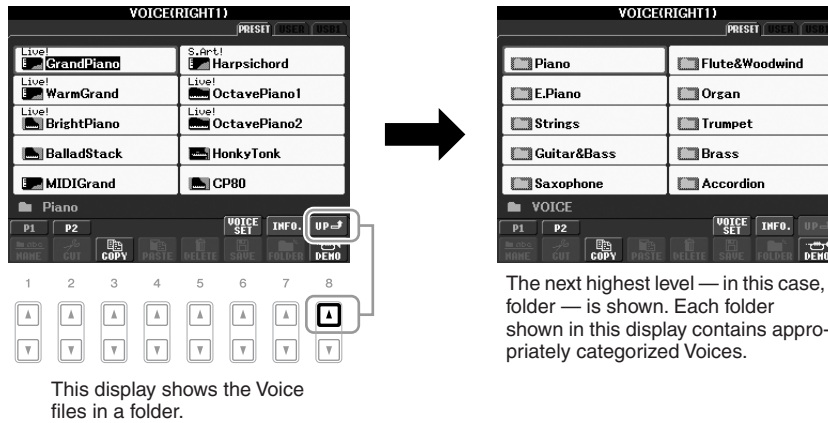 VOICE(RIGHT1)
PRESET USER USB1
Live!
GrandPiano
S.Art!
Harpsichord
Live!
WarmGrand
Live!
OctavePiano1
Live!
BrightPiano
Live!
OctavePiano2
BalladStack
HonkyTonk
MIDIGrand
CP80
Piano
P1 P2 VOICE SET INFO. UP
NAME CUT COPY PASTE DELETE SAVE FOLDER DEMO
1 2 3 4 5 6 7 8
This display shows the Voice
files in a folder.
VOICE(RIGHT1)
PRESET USER USB1
Piano
Flute&Woodwind
E.Piano
Organ
Strings
Trumpet
Guitar&Bass
Brass
Saxophone
Accordion
VOICE
P1 P2 VOICE SET INFO. UP
NAME CUT COPY PASTE DELETE SAVE FOLDER DEMO
The next highest level — in this case,
folder — is shown. Each folder
shown in this display contains appro-
priately categorized Voices.